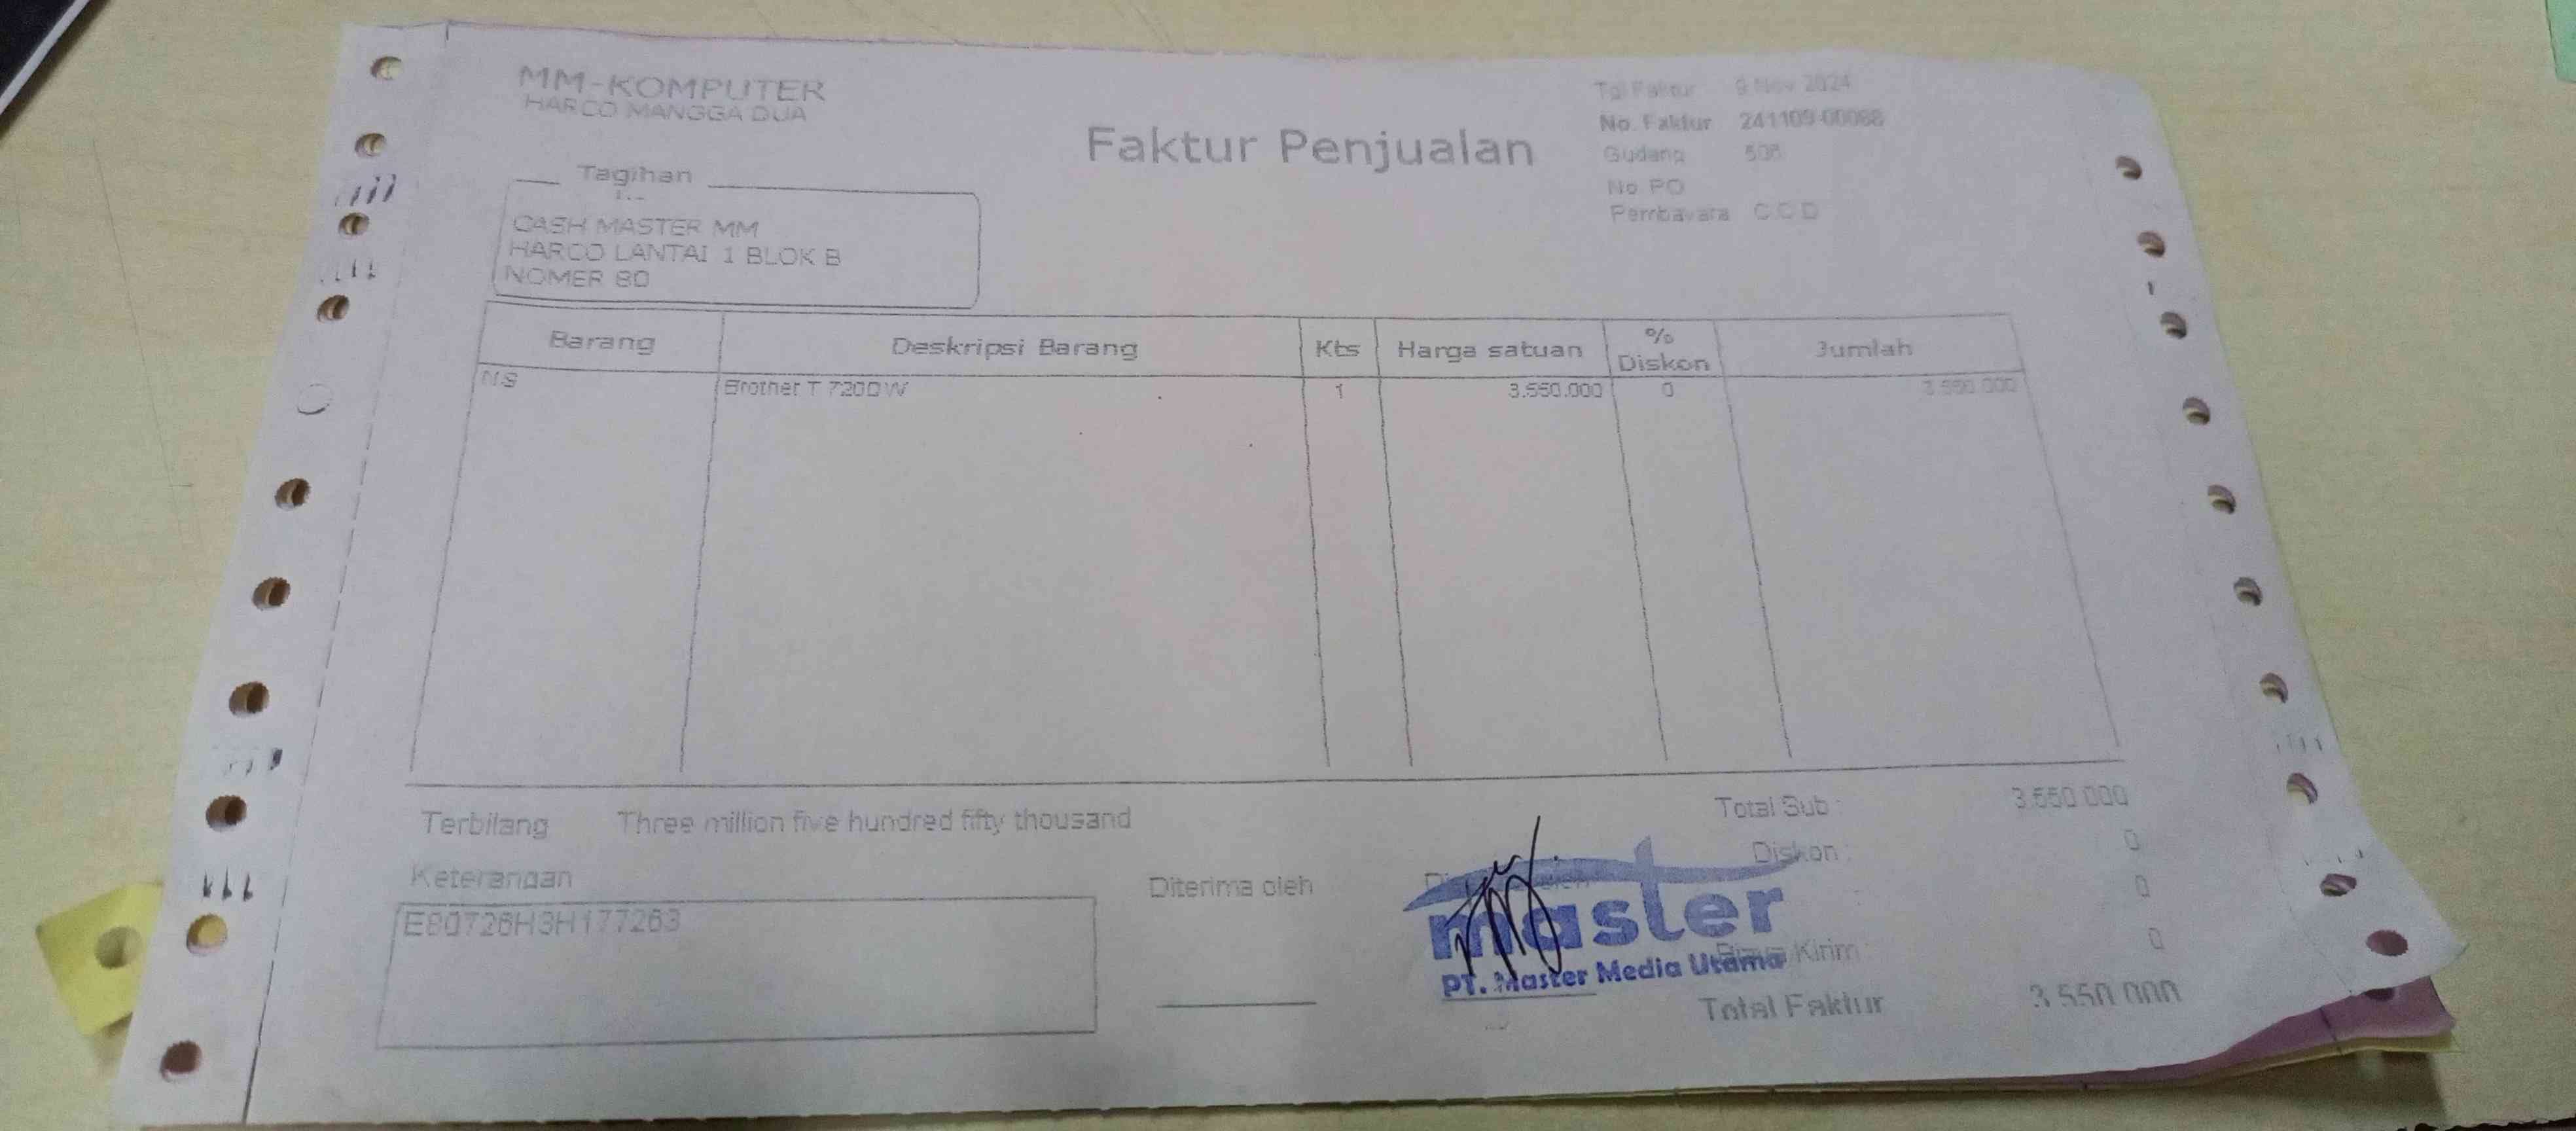 MM-KOMPUTER
HARCO MANGGA DUA
Faktur Penjualan
Tgl Faktur 9 Nov 2024
No. Faktur 241109-00088
Gudang
No PO
Pembayara C.O.D
Tagihan
CASH MASTER MM
HARCO LANTAI 1 BLOK B
NOMER 80
Barang Deskripsi Barang Kts Harga satuan % Diskon Jumlah
NS Brother T 720DW 1 3.550.000 0 3.550.000
Terbilang Three million five hundred fifty thousand
Total Sub : 3.550.000
Diskon : 0
0
Kirim : 0
Total Faktur 3.550.000
Keterangan
E80726H3H177263
Diterima oleh
master
PT. Master Media Utama